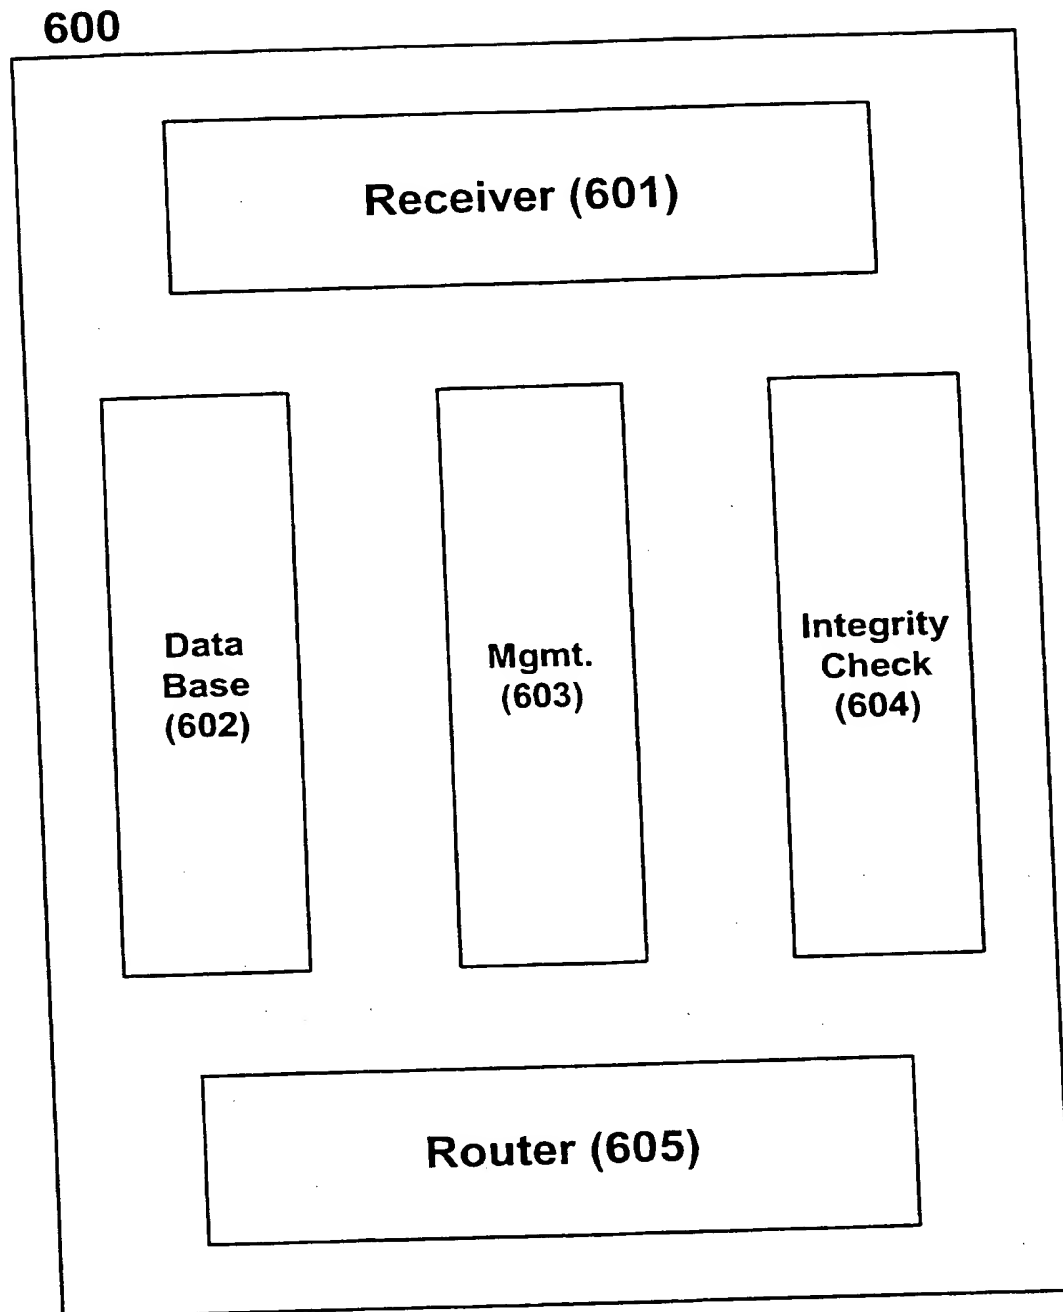 600
Receiver (601)
Data
Base
(602)
Mgmt.
(603)
Integrity
Check
(604)
Router (605)